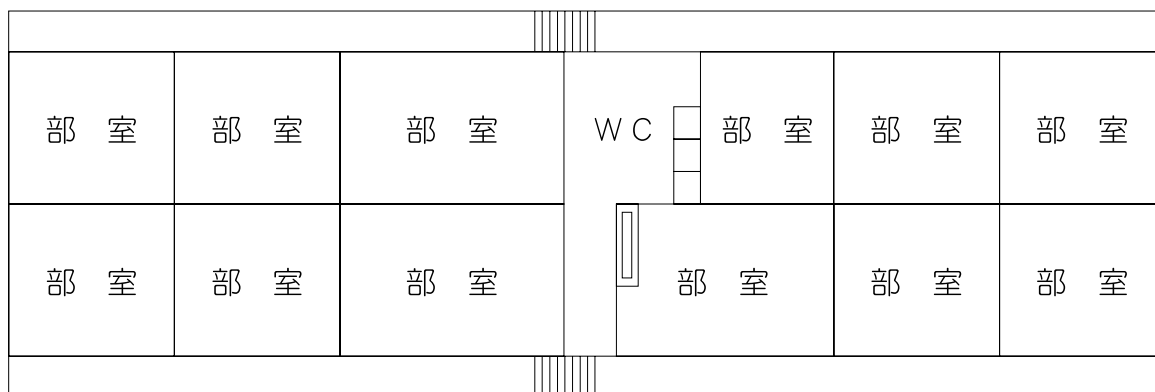 部 室 部 室 部 室 WC 部 室 部 室 部 室
部 室 部 室 部 室 部 室 部 室 部 室